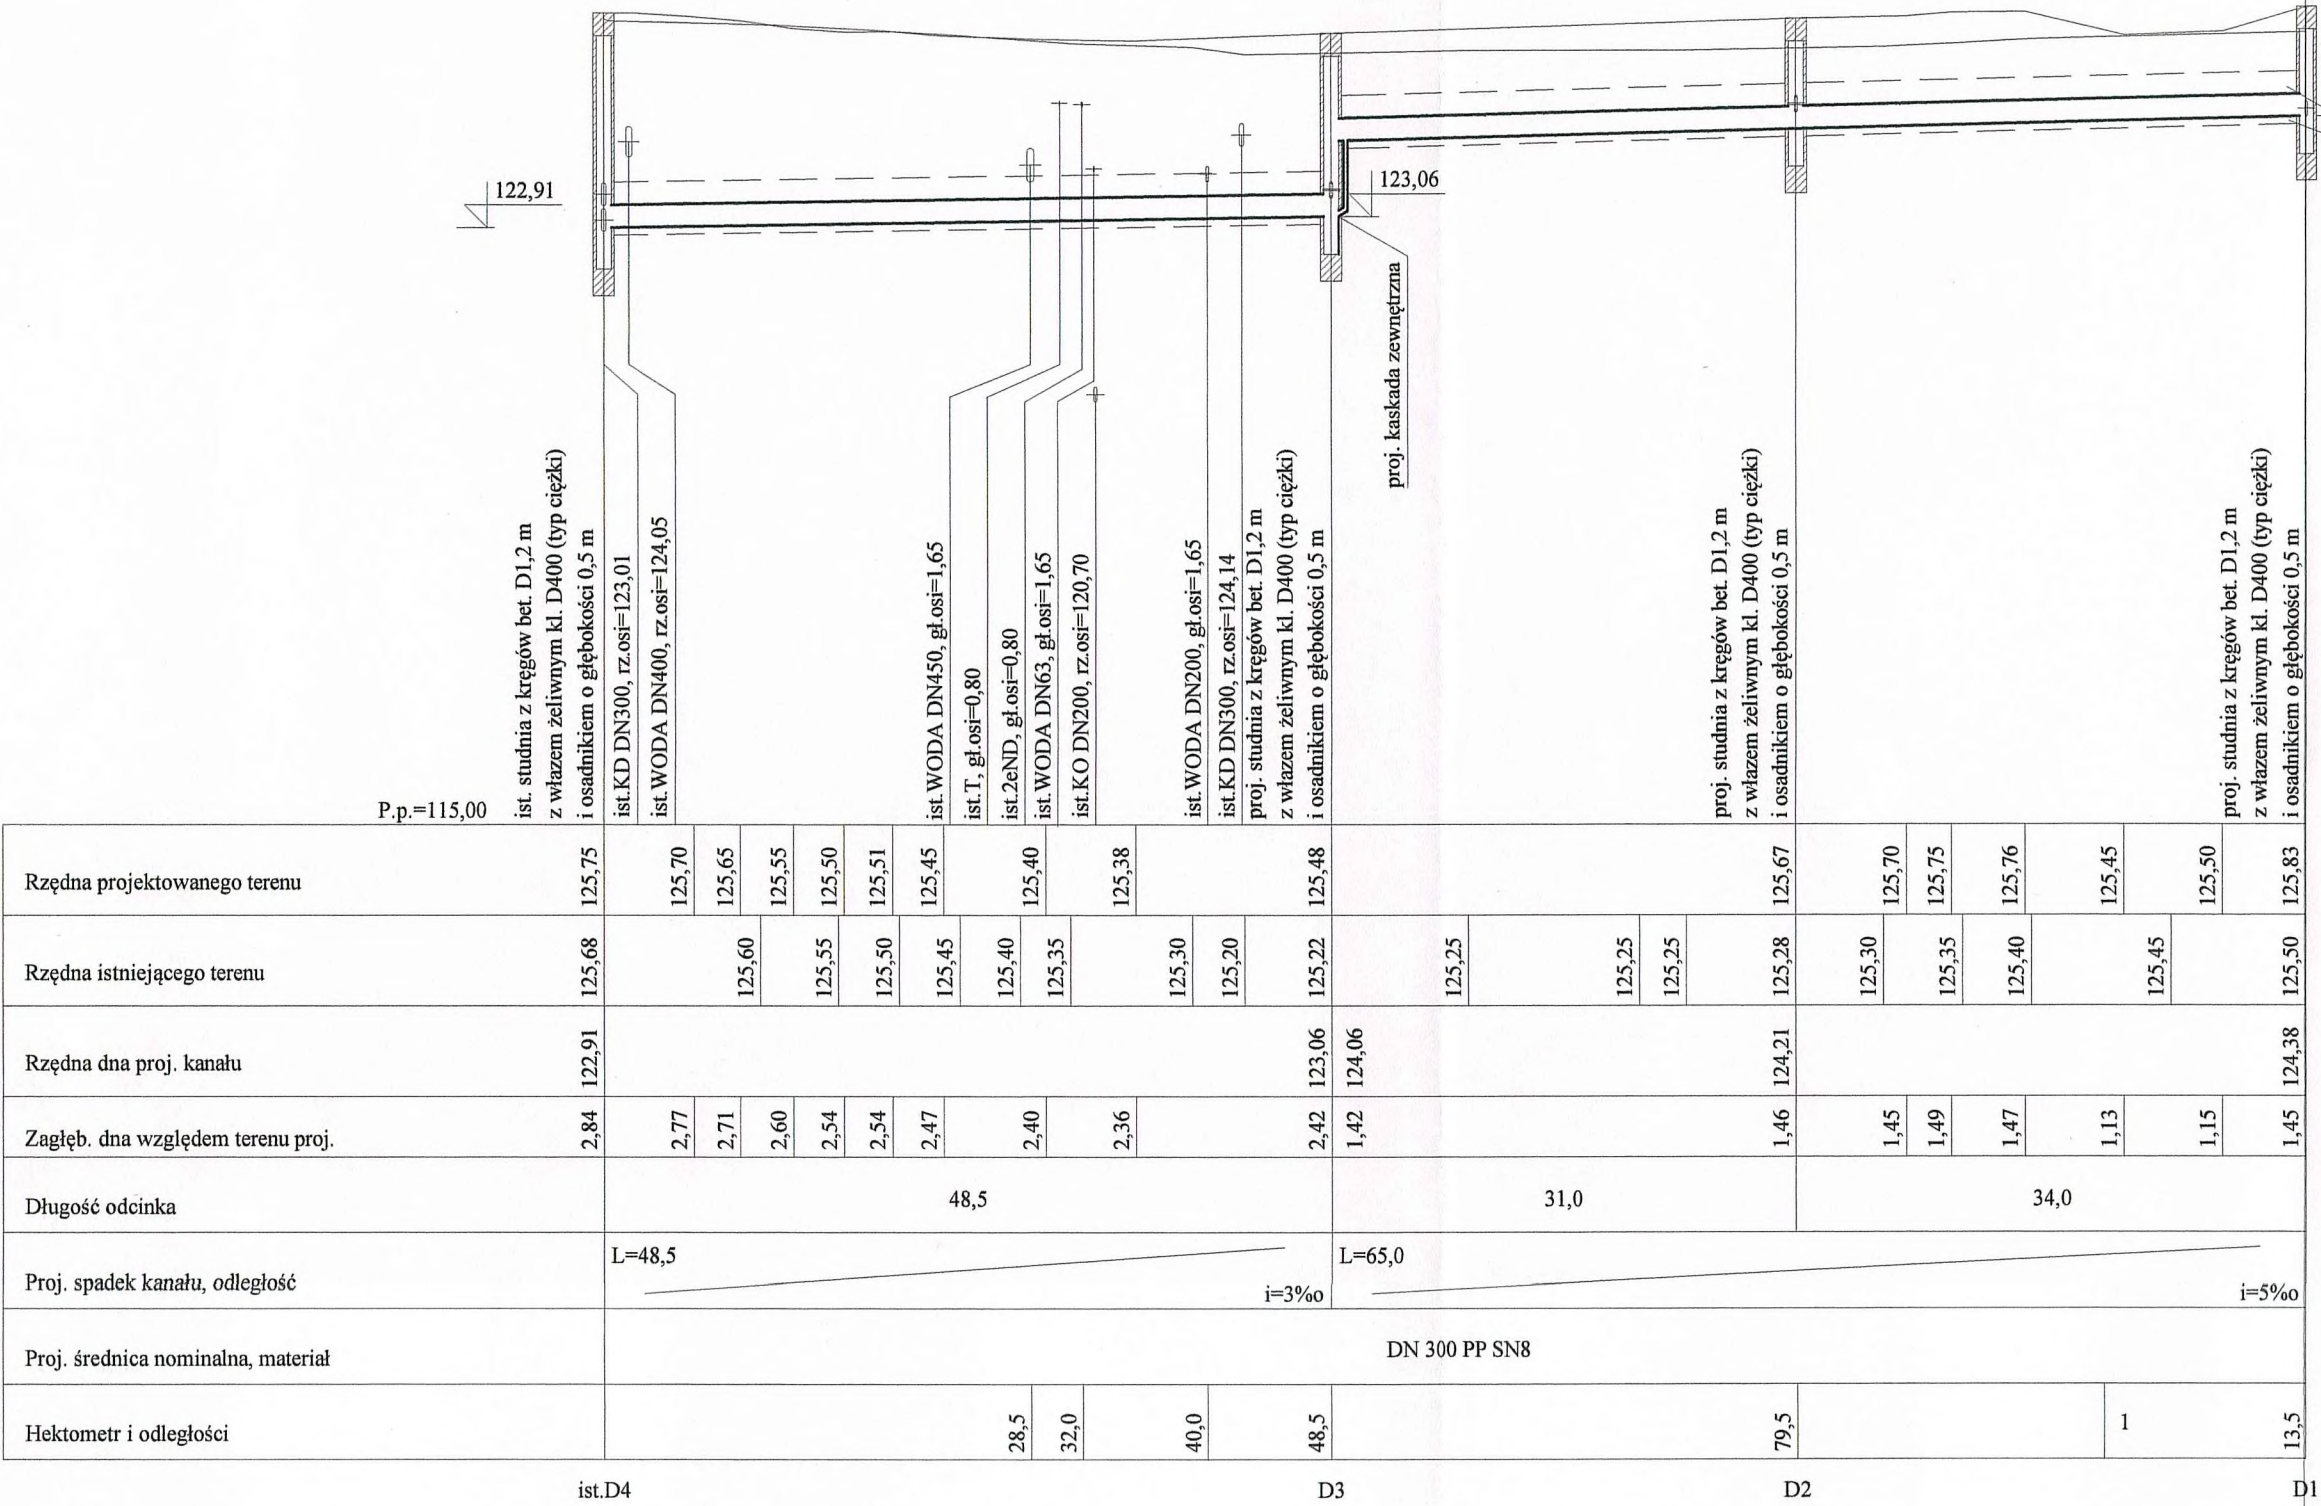 122,91
123,06
proj. kaskada zewnętrzna
P.p.=115,00
ist. studnia z kręgów bet. D1,2 m
z włazem żeliwnym kl. D400 (typ ciężki)
i osadnikiem o głębokości 0,5 m
ist.KD DN300, rz.osi=123,01
ist.WODA DN400, rz.osi=124,05
ist.WODA DN450, gł.osi=1,65
ist.T, gł.osi=0,80
ist.2eND, gł.osi=0,80
ist.WODA DN63, gł.osi=1,65
ist.KO DN200, rz.osi=120,70
ist.WODA DN200, gł.osi=1,65
ist.KD DN300, rz.osi=124,14
proj. studnia z kręgów bet. D1,2 m
z włazem żeliwnym kl. D400 (typ ciężki)
i osadnikiem o głębokości 0,5 m
proj. studnia z kręgów bet. D1,2 m
z włazem żeliwnym kl. D400 (typ ciężki)
i osadnikiem o głębokości 0,5 m
proj. studnia z kręgów bet. D1,2 m
z włazem żeliwnym kl. D400 (typ ciężki)
i osadnikiem o głębokości 0,5 m
Rzędna projektowanego terenu 125,75 125,70 125,65 125,55 125,50 125,51 125,45 125,40 125,38 125,48 125,67 125,70 125,75 125,76 125,45 125,50 125,83
Rzędna istniejącego terenu 125,68 125,60 125,55 125,50 125,45 125,40 125,35 125,30 125,20 125,22 125,25 125,25 125,25 125,28 125,30 125,35 125,40 125,45 125,50
Rzędna dna proj. kanału 122,91 123,06 124,06 124,21 124,38
Zagłęb. dna względem terenu proj. 2,84 2,77 2,71 2,60 2,54 2,54 2,47 2,40 2,36 2,42 1,42 1,46 1,45 1,49 1,47 1,13 1,15 1,45
Długość odcinka 48,5 31,0 34,0
Proj. spadek kanału, odległość L=48,5 i=3‰ L=65,0 i=5‰
Proj. średnica nominalna, materiał DN 300 PP SN8
Hektometr i odległości 28,5 32,0 40,0 48,5 79,5 1 13,5
ist.D4 D3 D2 D1